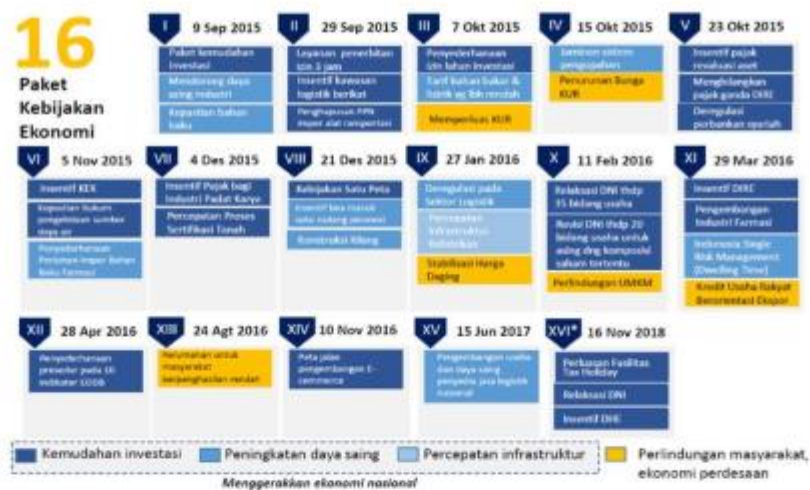 16
Paket
Kebijakan
Ekonomi
I 9 Sep 2015
Paket kemudahan
Investasi
Mendorong daya
saing industri
Kepastian bahan
baku
II 29 Sep 2015
Layanan penerbitan
izin 3 jam
Insentif kawasan
logistik berikat
Penghapusan PPN
impor alat
III 7 Okt 2015
Penyederhanaan
izin lahan investasi
Tarif bahan bakar &
listrik yg lbh rendah
Memperluas KUR
IV 15 Okt 2015
Jaminan sistem
pengupahan
Penurunan Bunga
KUR
V 23 Okt 2015
Insentif pajak
revaluasi aset
Menghilangkan
pajak ganda DIRE
Deregulasi
perbankan syariah
VI 5 Nov 2015
Insentif KEK
Kepastian hukum
pengelolaan sumber
daya air
Penyederhanaan
Perizinan Impor Bahan
Baku Farmasi
VII 4 Des 2015
Insentif Pajak bagi
Industri Padat Karya
Percepatan Proses
Sertifikasi Tanah
VIII 21 Des 2015
Kebijakan Satu Peta
Insentif bea masuk
suku cadang pesawat
Konstruksi Kilang
IX 27 Jan 2016
Deregulasi pada
Sektor Logistik
Percepatan
Infrastruktur
Stabilisasi Harga
Daging
X 11 Feb 2016
Relaksasi DNI thdp
35 bidang usaha
Revisi DNI thdp 20
bidang usaha untuk
asing dng komposisi
saham tertentu
Perlindungan UMKM
XI 29 Mar 2016
Insentif DIRE
Pengembangan
Industri Farmasi
Indonesia Single
Risk Management
(Dwelling Time)
Kredit Usaha Rakyat
Berorientasi Ekspor
XII 28 Apr 2016
Penyederhanaan
prosedur pada 10
indikator EODB
XIII 24 Agt 2016
Perumahan untuk
masyarakat
berpenghasilan rendah
XIV 10 Nov 2016
Peta jalan
pengembangan E-
commerce
XV 15 Jun 2017
Pengembangan usaha
dan daya saing
penyedia jasa logistik
nasional
XVI* 16 Nov 2018
Perluasan Fasilitas
Tax Holiday
Relaksasi DNI
Insentif DHE
Kemudahan investasi
Peningkatan daya saing
Percepatan infrastruktur
Perlindungan masyarakat,
ekonomi perdesaan
Menggerakkan ekonomi nasional